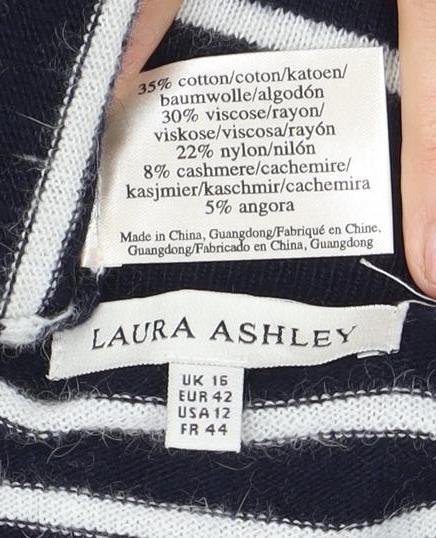 35% cotton/coton/katoen/
baumwolle/algodón
30% viscose/rayon/
viskose/viscosa/rayón
22% nylon/nilón
8% cashmere/cachemire/
kasjmier/kaschmir/cachemira
5% angora
Made in China, Guangdong/Fabriqué en Chine,
Guangdong/Fabricado en China, Guangdong
LAURA ASHLEY
UK 16
EUR 42
USA 12
FR 44